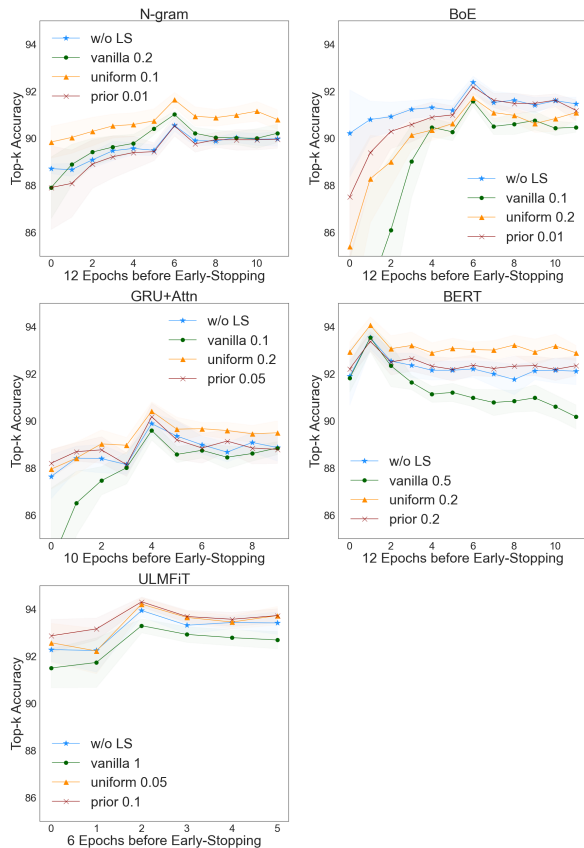 N-gram
Top-k Accuracy
94
92
90
88
86
w/o LS
vanilla 0.2
uniform 0.1
prior 0.01
0 2 4 6 8 10
12 Epochs before Early-Stopping
BoE
Top-k Accuracy
94
92
90
88
86
w/o LS
vanilla 0.1
uniform 0.2
prior 0.01
0 2 4 6 8 10
12 Epochs before Early-Stopping
GRU+Attn
Top-k Accuracy
94
92
90
88
86
w/o LS
vanilla 0.1
uniform 0.2
prior 0.05
0 2 4 6 8
10 Epochs before Early-Stopping
BERT
Top-k Accuracy
94
92
90
88
86
w/o LS
vanilla 0.5
uniform 0.2
prior 0.2
0 2 4 6 8 10
12 Epochs before Early-Stopping
ULMFiT
Top-k Accuracy
94
92
90
88
86
w/o LS
vanilla 1
uniform 0.05
prior 0.1
0 1 2 3 4 5
6 Epochs before Early-Stopping